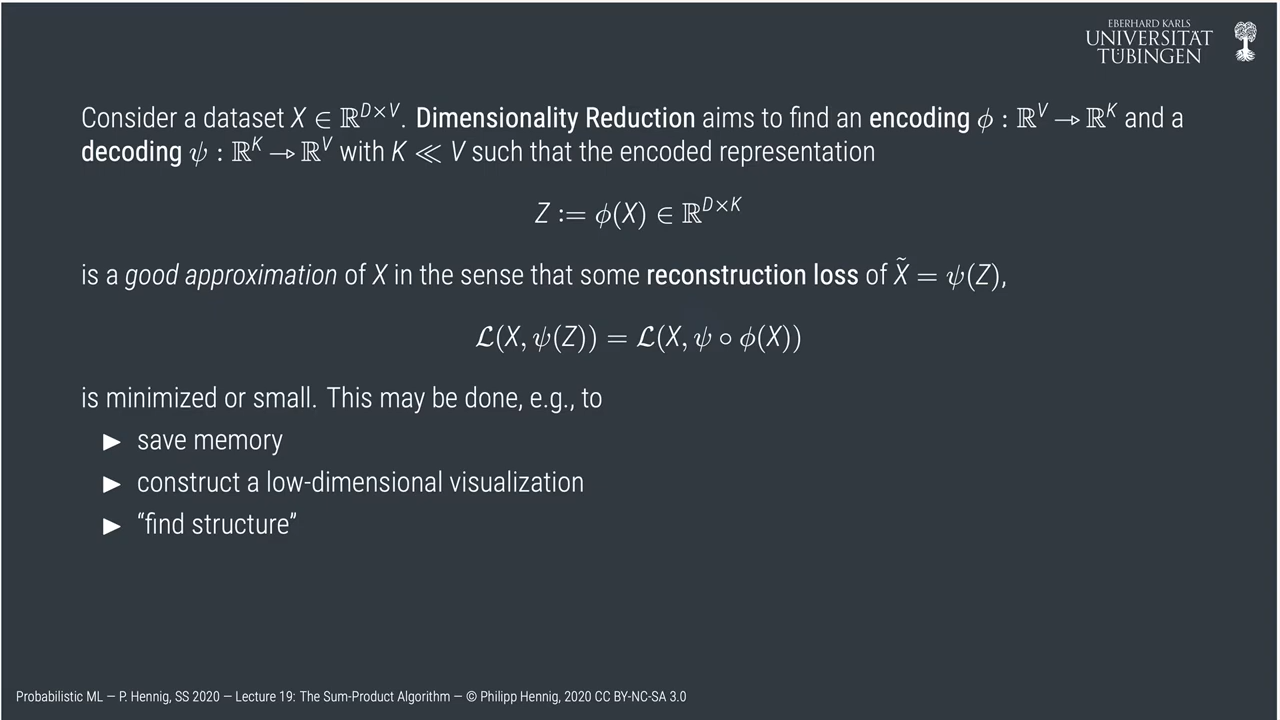 EBERHARD KARLS
UNIVERSITÄT
TÜBINGEN
Consider a dataset X ∈ ℝ^{D×V}. Dimensionality Reduction aims to find an encoding ϕ : ℝ^V → ℝ^K and a
decoding ψ : ℝ^K → ℝ^V with K ≪ V such that the encoded representation
Z := ϕ(X) ∈ ℝ^{D×K}
is a good approximation of X in the sense that some reconstruction loss of X̃ = ψ(Z),
ℒ(X, ψ(Z)) = ℒ(X, ψ ∘ ϕ(X))
is minimized or small. This may be done, e.g., to
▶ save memory
▶ construct a low-dimensional visualization
▶ “find structure”
Probabilistic ML — P. Hennig, SS 2020 — Lecture 19: The Sum-Product Algorithm — © Philipp Hennig, 2020 CC BY-NC-SA 3.0